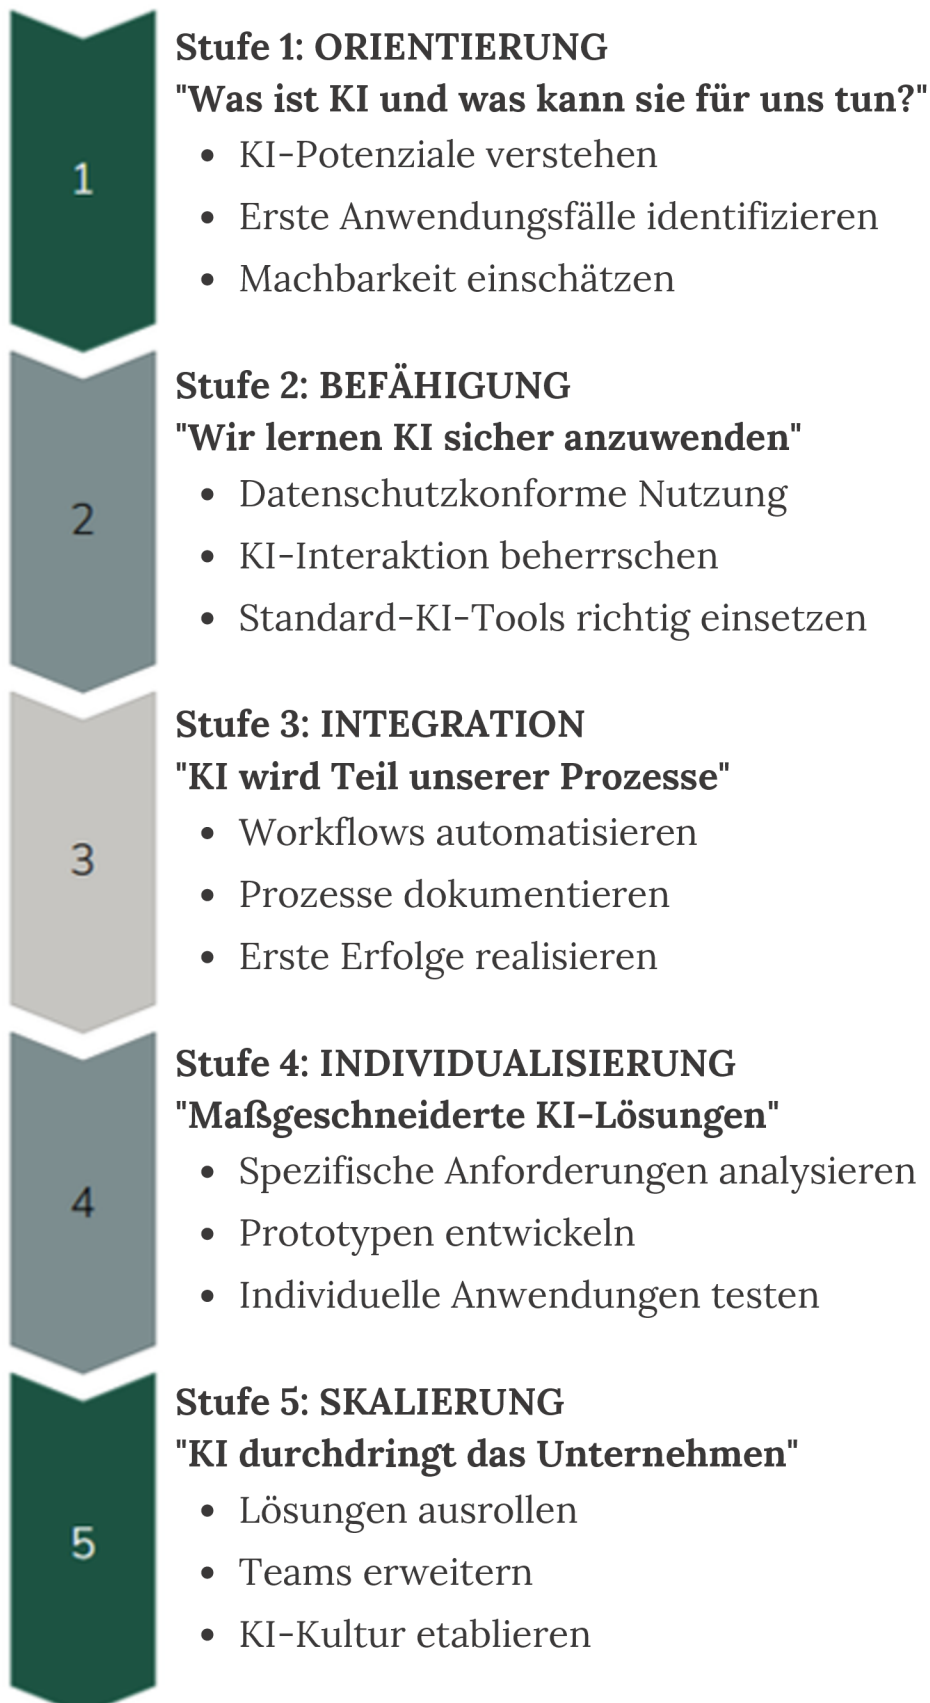 1
Stufe 1: ORIENTIERUNG
"Was ist KI und was kann sie für uns tun?"
• KI-Potenziale verstehen
• Erste Anwendungsfälle identifizieren
• Machbarkeit einschätzen
2
Stufe 2: BEFÄHIGUNG
"Wir lernen KI sicher anzuwenden"
• Datenschutzkonforme Nutzung
• KI-Interaktion beherrschen
• Standard-KI-Tools richtig einsetzen
3
Stufe 3: INTEGRATION
"KI wird Teil unserer Prozesse"
• Workflows automatisieren
• Prozesse dokumentieren
• Erste Erfolge realisieren
4
Stufe 4: INDIVIDUALISIERUNG
"Maßgeschneiderte KI-Lösungen"
• Spezifische Anforderungen analysieren
• Prototypen entwickeln
• Individuelle Anwendungen testen
5
Stufe 5: SKALIERUNG
"KI durchdringt das Unternehmen"
• Lösungen ausrollen
• Teams erweitern
• KI-Kultur etablieren